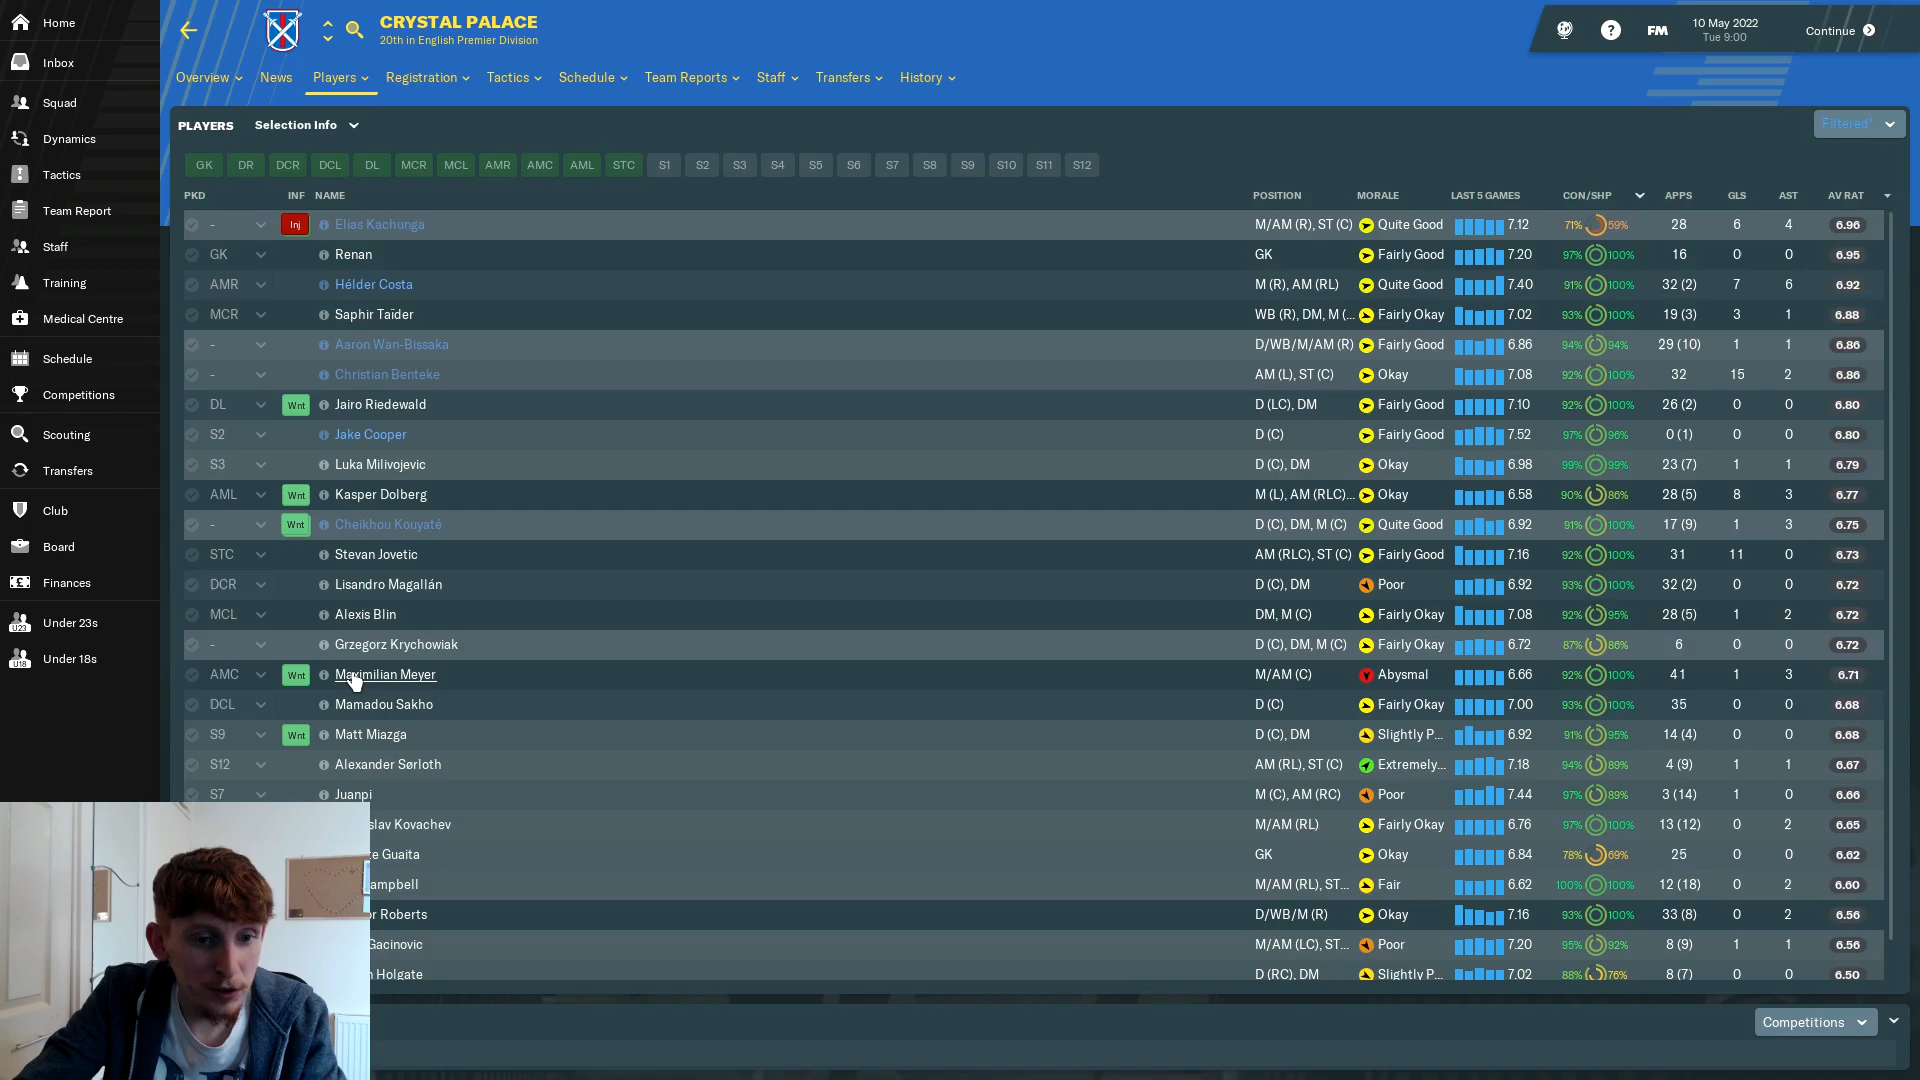 Home
Inbox
Squad
Dynamics
Tactics
Team Report
Staff
Training
Medical Centre
Schedule
Competitions
Scouting
Transfers
Club
Board
Finances
Under 23s
Under 18s
U23
U18
CRYSTAL PALACE
20th in English Premier Division
? FM 10 May 2022
Tue 9:00
Continue
Overview News Players Registration Tactics Schedule Team Reports Staff Transfers History
PLAYERS Selection Info Filtered*
GK DR DCR DCL DL MCR MCL AMR AMC AML STC S1 S2 S3 S4 S5 S6 S7 S8 S9 S10 S11 S12
PKD INF NAME POSITION MORALE LAST 5 GAMES CON/SHP APPS GLS AST AV RAT
- Inj Elias Kachunga M/AM (R), ST (C) Quite Good 7.12 71% 59% 28 6 4 6.96
GK Renan GK Fairly Good 7.20 97% 100% 16 0 0 6.95
AMR Hélder Costa M (R), AM (RL) Quite Good 7.40 91% 100% 32 (2) 7 6 6.92
MCR Saphir Taïder WB (R), DM, M (... Fairly Okay 7.02 93% 100% 19 (3) 3 1 6.88
- Aaron Wan-Bissaka D/WB/M/AM (R) Fairly Good 6.86 94% 94% 29 (10) 1 1 6.86
- Christian Benteke AM (L), ST (C) Okay 7.08 92% 100% 32 15 2 6.86
DL Wnt Jairo Riedewald D (LC), DM Fairly Good 7.10 92% 100% 26 (2) 0 0 6.80
S2 Jake Cooper D (C) Fairly Good 7.52 97% 96% 0 (1) 0 0 6.80
S3 Luka Milivojevic D (C), DM Okay 6.98 99% 99% 23 (7) 1 1 6.79
AML Wnt Kasper Dolberg M (L), AM (RLC)... Okay 6.58 90% 86% 28 (5) 8 3 6.77
- Wnt Cheikhou Kouyaté D (C), DM, M (C) Quite Good 6.92 91% 100% 17 (9) 1 3 6.75
STC Stevan Jovetic AM (RLC), ST (C) Fairly Good 7.16 92% 100% 31 11 0 6.73
DCR Lisandro Magallán D (C), DM Poor 6.92 93% 100% 32 (2) 0 0 6.72
MCL Alexis Blin DM, M (C) Fairly Okay 7.08 92% 95% 28 (5) 1 2 6.72
- Grzegorz Krychowiak D (C), DM, M (C) Fairly Okay 6.72 87% 86% 6 0 0 6.72
AMC Wnt Maximilian Meyer M/AM (C) Abysmal 6.66 92% 100% 41 1 3 6.71
DCL Mamadou Sakho D (C) Fairly Okay 7.00 93% 100% 35 0 0 6.68
S9 Wnt Matt Miazga D (C), DM Slightly P... 6.92 91% 95% 14 (4) 0 0 6.68
S12 Alexander Sørloth AM (RL), ST (C) Extremely... 7.18 94% 89% 4 (9) 1 1 6.67
S7 Juanpi M (C), AM (RC) Poor 7.44 97% 89% 3 (14) 1 0 6.66
slav Kovachev M/AM (RL) Fairly Okay 6.76 97% 100% 13 (12) 0 2 6.65
te Guaita GK Okay 6.84 78% 69% 25 0 0 6.62
ampbell M/AM (RL), ST... Fair 6.62 100% 100% 12 (18) 0 2 6.60
or Roberts D/WB/M (R) Okay 7.16 93% 100% 33 (8) 0 2 6.56
Gacinovic M/AM (LC), ST... Poor 7.20 95% 92% 8 (9) 1 1 6.56
n Holgate D (RC), DM Slightly P... 7.02 88% 76% 8 (7) 0 0 6.50
Competitions